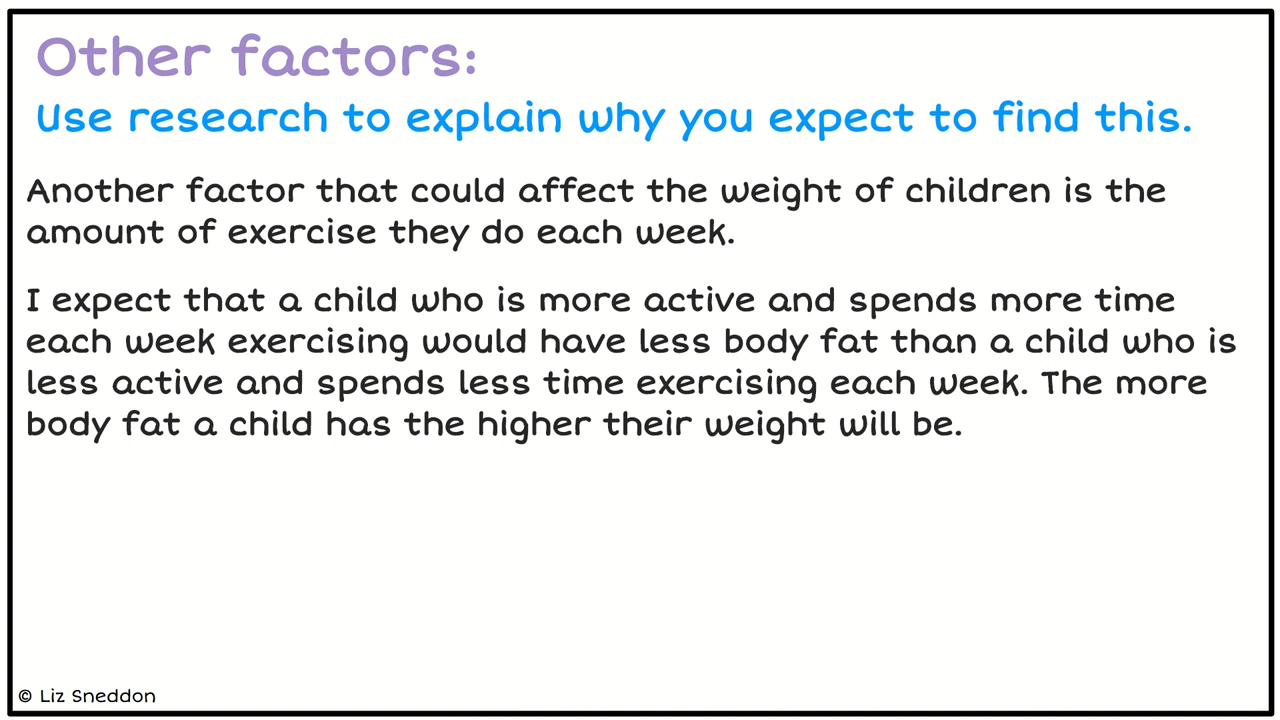 Other factors:
Use research to explain why you expect to find this.
Another factor that could affect the weight of children is the
amount of exercise they do each week.
I expect that a child who is more active and spends more time
each week exercising would have less body fat than a child who is
less active and spends less time exercising each week. The more
body fat a child has the higher their weight will be.
© Liz Sneddon